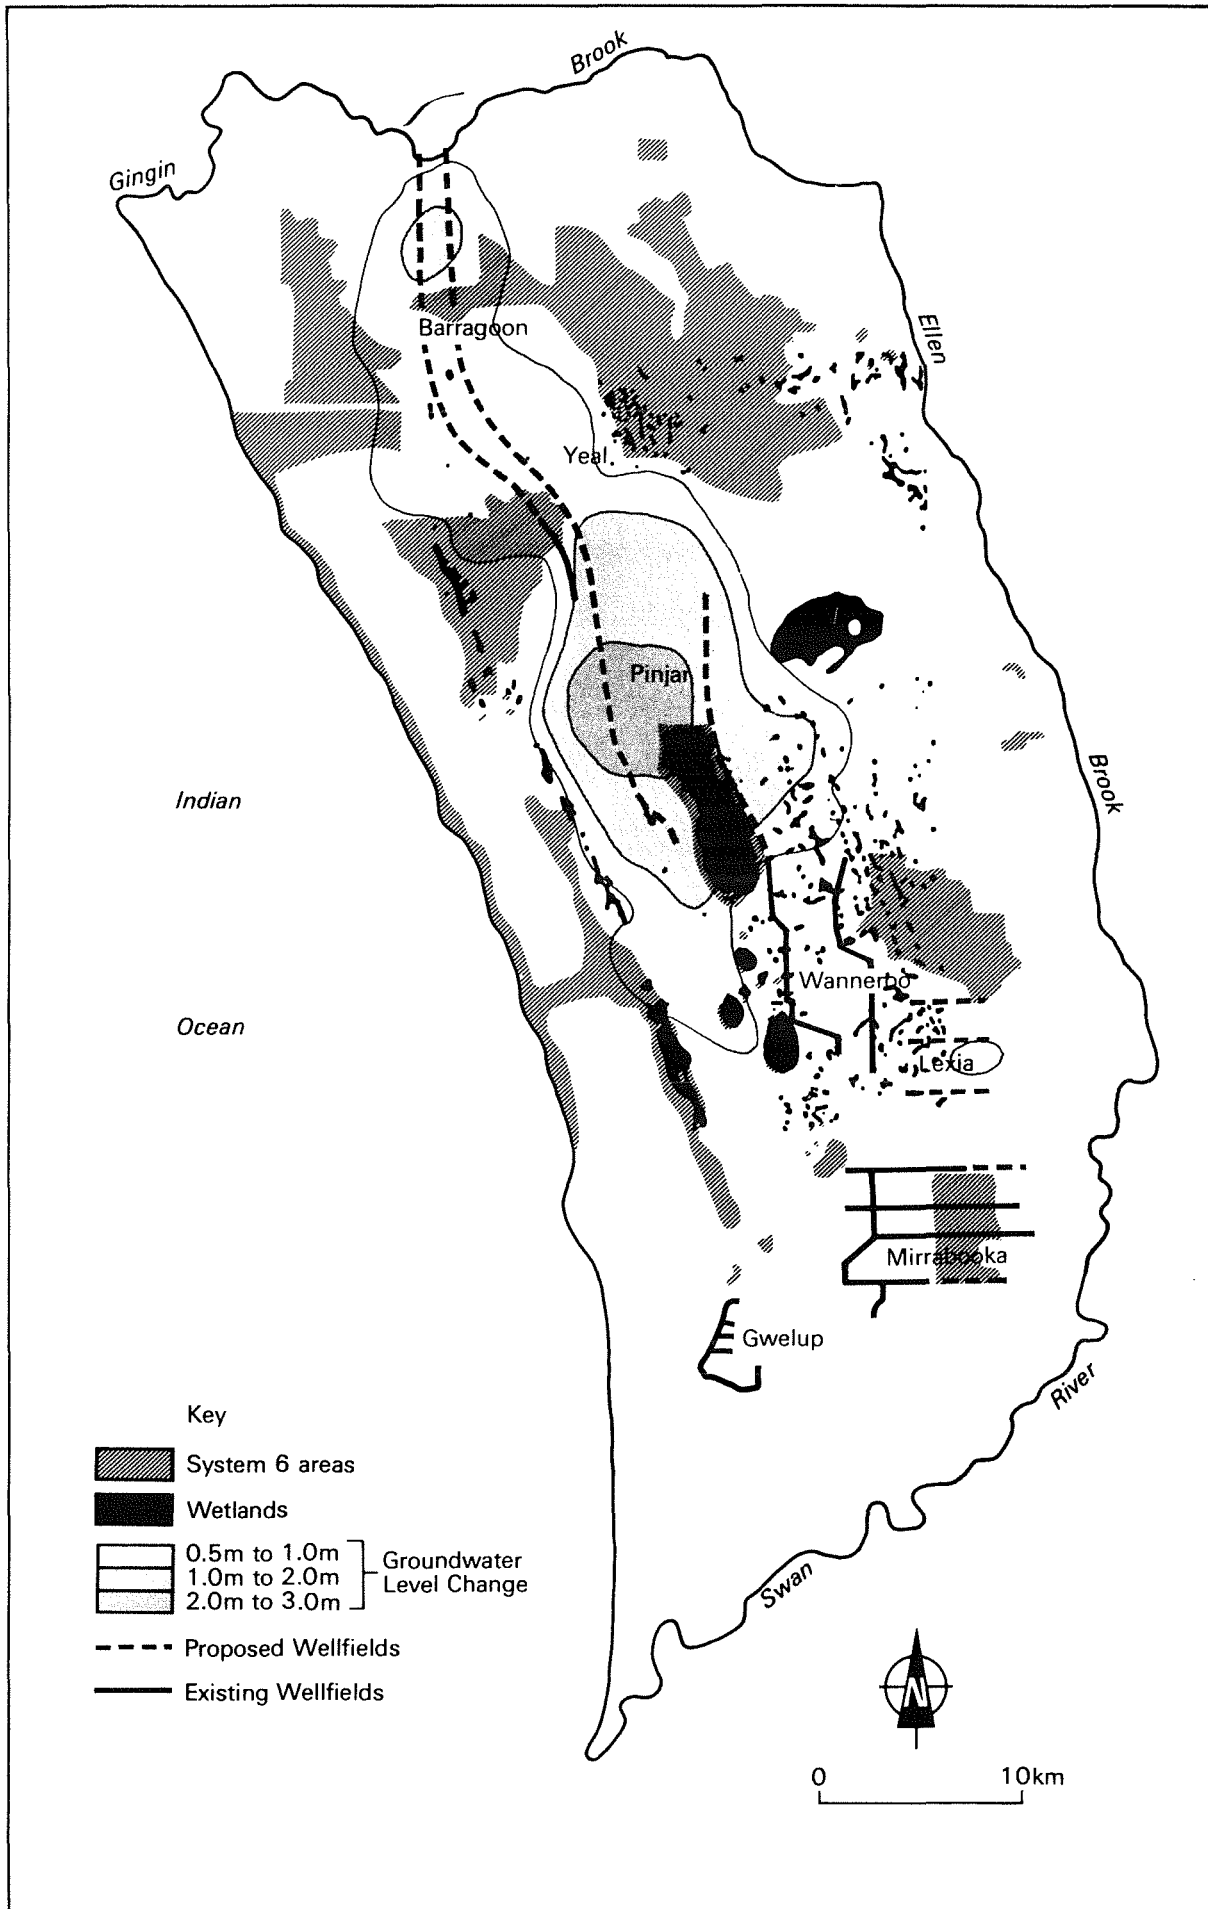 Brook
Gingin
Barragoon
Ellen
Yeal
Pinjar
Indian
Brook
Wanneroo
Ocean
Lexia
Mirrabooka
Gwelup
River
Key
System 6 areas
Wetlands
0.5m to 1.0m
1.0m to 2.0m
2.0m to 3.0m
Groundwater
Level Change
Proposed Wellfields
Existing Wellfields
Swan
N
0 10km